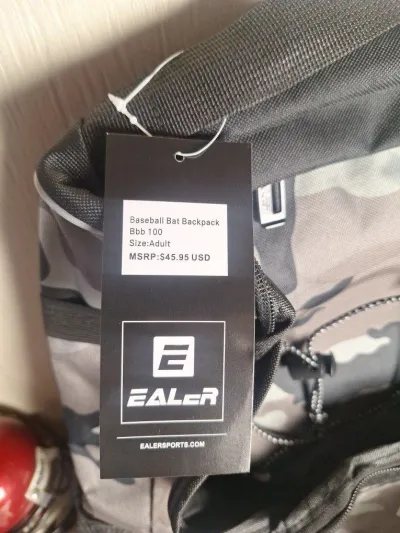 Baseball Bat Backpack
Bbb 100
Size:Adult
MSRP:$45.95 USD
E
EALER
EALERSPORTS.COM